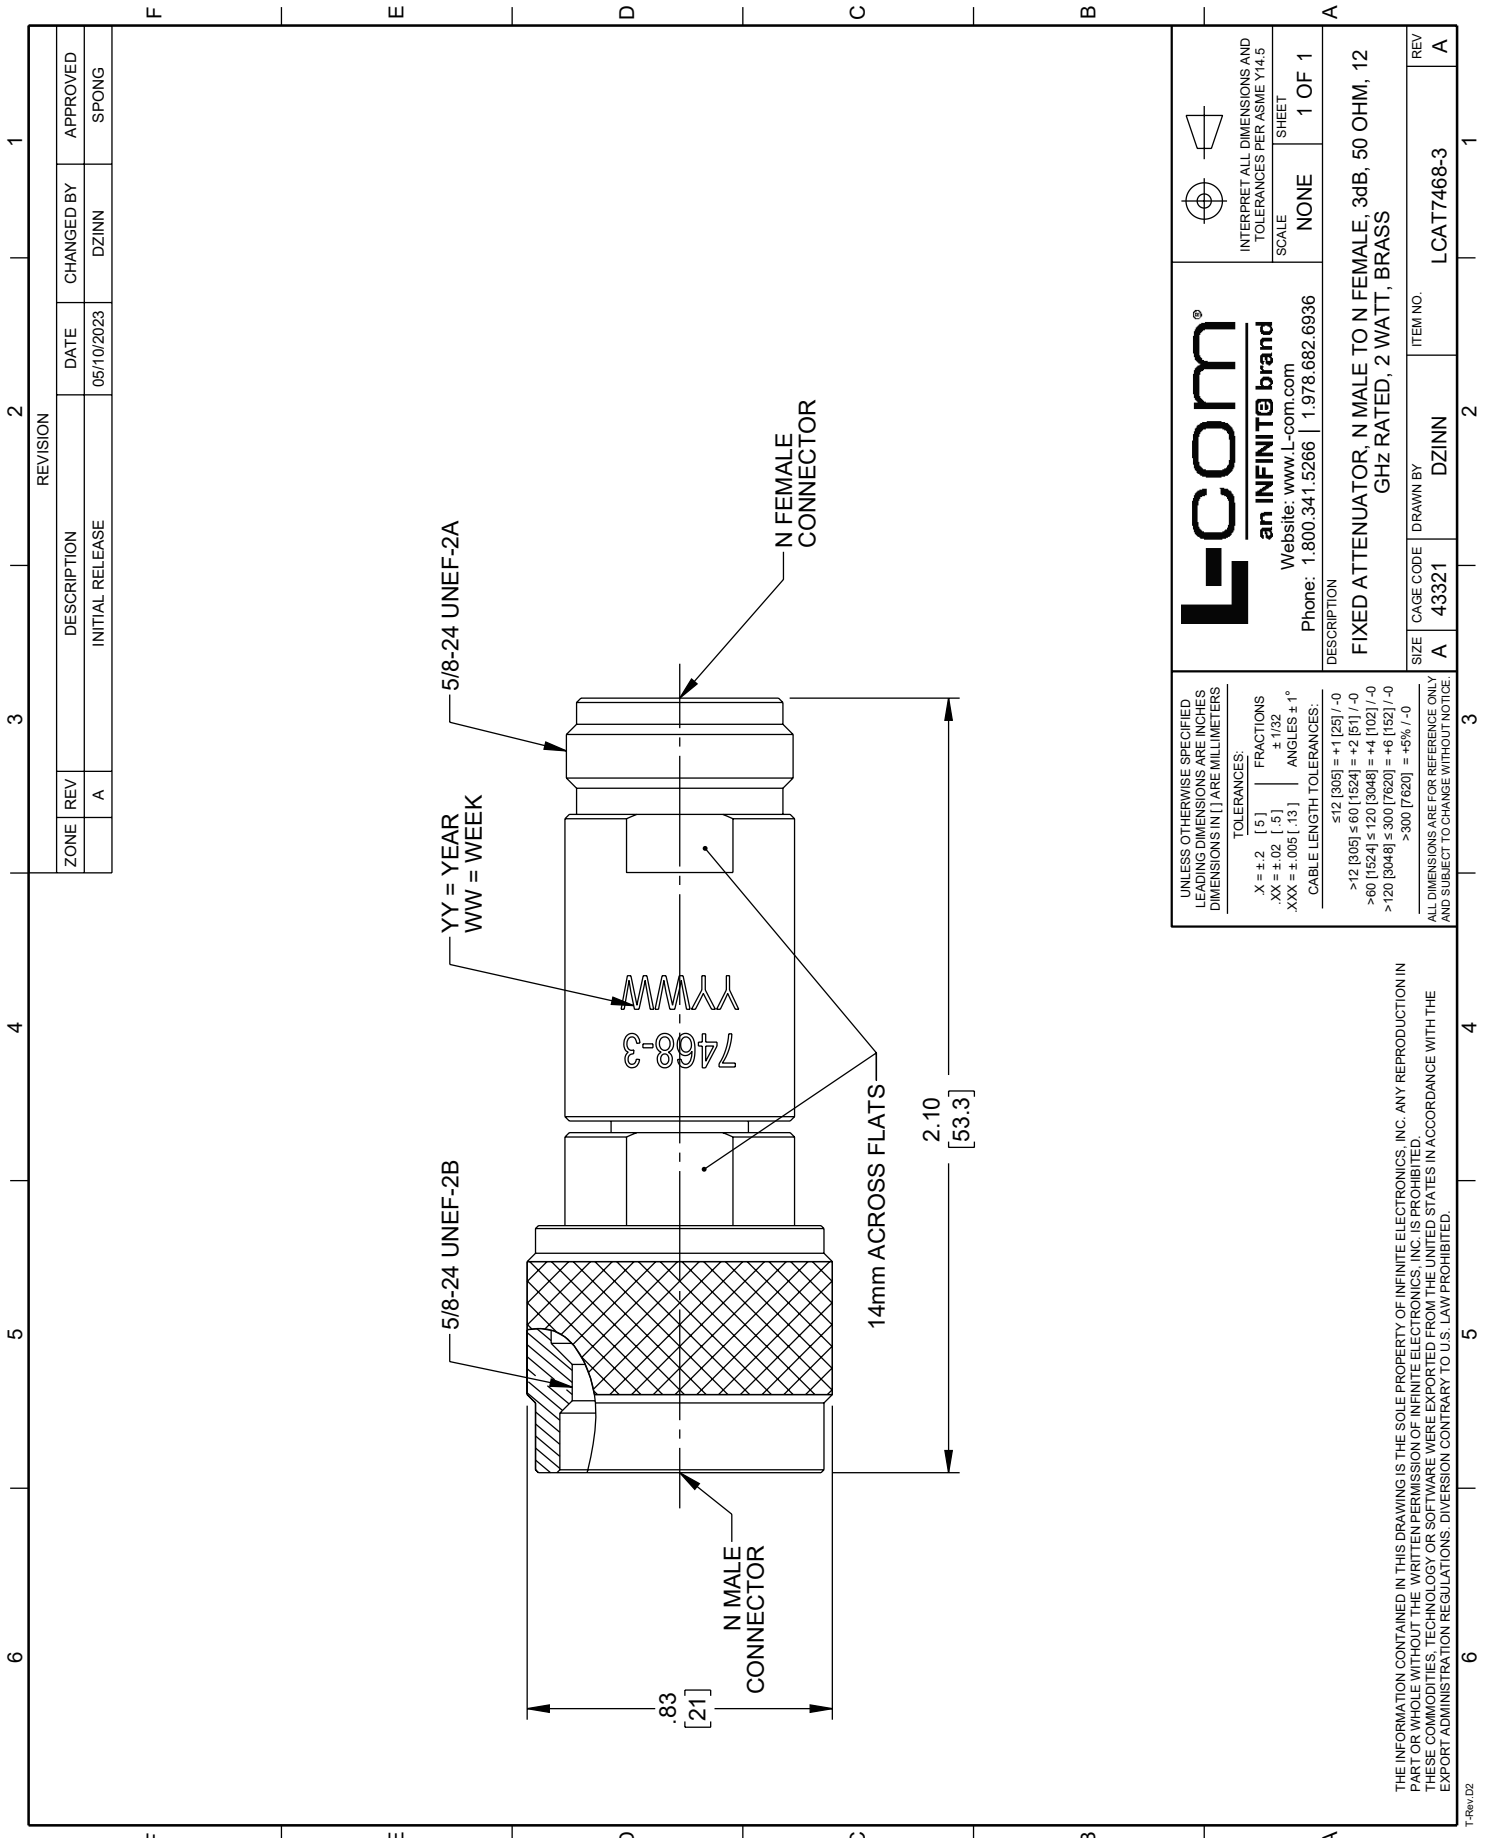 6
5
4
3
2
1
REVISION
ZONE
REV
DESCRIPTION
DATE
CHANGED BY
APPROVED
A
INITIAL RELEASE
05/10/2023
DZINN
SPONG
F
F
E
E
D
D
C
C
B
B
A
A
5/8-24 UNEF-2B
YY = YEAR
WW = WEEK
5/8-24 UNEF-2A
.83
[21]
N MALE
CONNECTOR
7468-3
YYWW
N FEMALE
CONNECTOR
14mm ACROSS FLATS
2.10
[53.3]
THE INFORMATION CONTAINED IN THIS DRAWING IS THE SOLE PROPERTY OF INFINITE ELECTRONICS, INC. ANY REPRODUCTION IN
PART OR WHOLE WITHOUT THE WRITTEN PERMISSION OF INFINITE ELECTRONICS, INC. IS PROHIBITED.
THESE COMMODITIES, TECHNOLOGY OR SOFTWARE WERE EXPORTED FROM THE UNITED STATES IN ACCORDANCE WITH THE
EXPORT ADMINISTRATION REGULATIONS. DIVERSION CONTRARY TO U.S. LAW PROHIBITED.
UNLESS OTHERWISE SPECIFIED
LEADING DIMENSIONS ARE INCHES
DIMENSIONS IN [ ] ARE MILLIMETERS
TOLERANCES:
.X = ±.2 [5] FRACTIONS
.XX = ±.02 [.5] ± 1/32
.XXX = ±.005 [.13] ANGLES ± 1°
CABLE LENGTH TOLERANCES:
≤12 [305] = +1 [25] / -0
>12 [305] ≤ 60 [1524] = +2 [51] / -0
>60 [1524] ≤ 120 [3048] = +4 [102] / -0
>120 [3048] ≤ 300 [7620] = +6 [152] / -0
>300 [7620] = +5% / -0
ALL DIMENSIONS ARE FOR REFERENCE ONLY
AND SUBJECT TO CHANGE WITHOUT NOTICE.
L-com®
an INFINITE brand
Website: www.L-com.com
Phone: 1.800.341.5266 | 1.978.682.6936
INTERPRET ALL DIMENSIONS AND
TOLERANCES PER ASME Y14.5
SCALE
NONE
SHEET
1 OF 1
DESCRIPTION
FIXED ATTENUATOR, N MALE TO N FEMALE, 3dB, 50 OHM, 12
GHz RATED, 2 WATT, BRASS
SIZE
A
CAGE CODE
43321
DRAWN BY
DZINN
ITEM NO.
LCAT7468-3
REV
A
T-Rev.D2
6
5
4
3
2
1